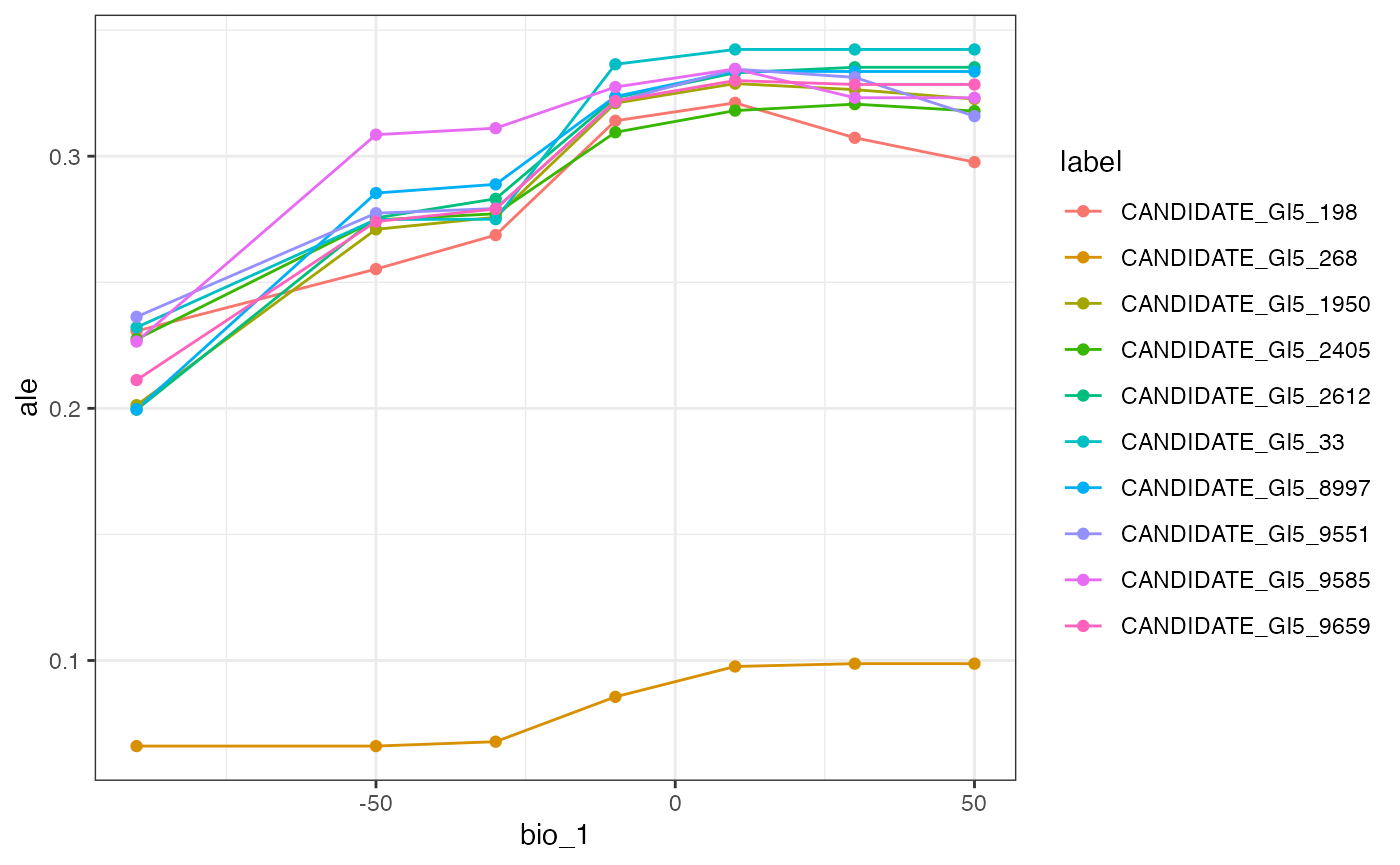 0.3
0.2
0.1
ale
-50
0
50
bio_1
label
CANDIDATE_GI5_198
CANDIDATE_GI5_268
CANDIDATE_GI5_1950
CANDIDATE_GI5_2405
CANDIDATE_GI5_2612
CANDIDATE_GI5_33
CANDIDATE_GI5_8997
CANDIDATE_GI5_9551
CANDIDATE_GI5_9585
CANDIDATE_GI5_9659